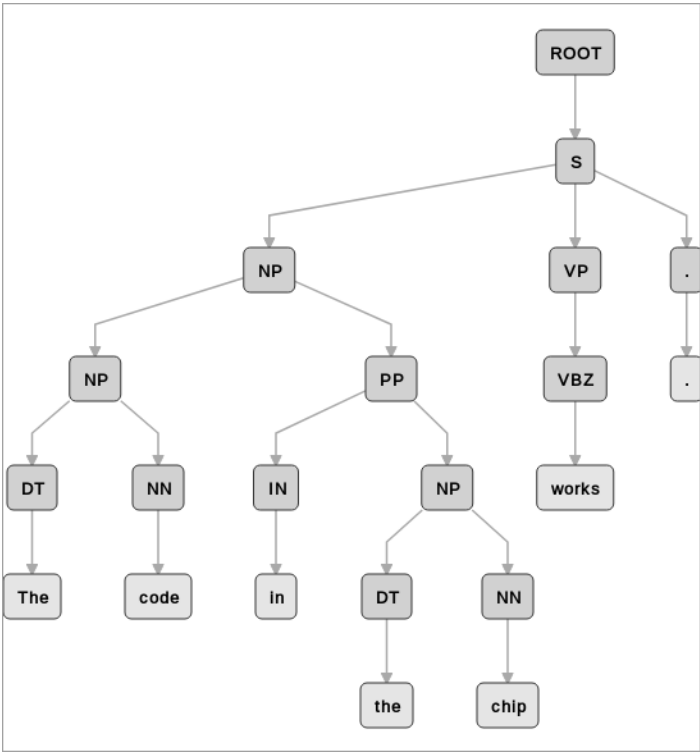 ROOT
S
NP VP .
NP PP VBZ .
DT NN IN NP works
The code in DT NN
the chip